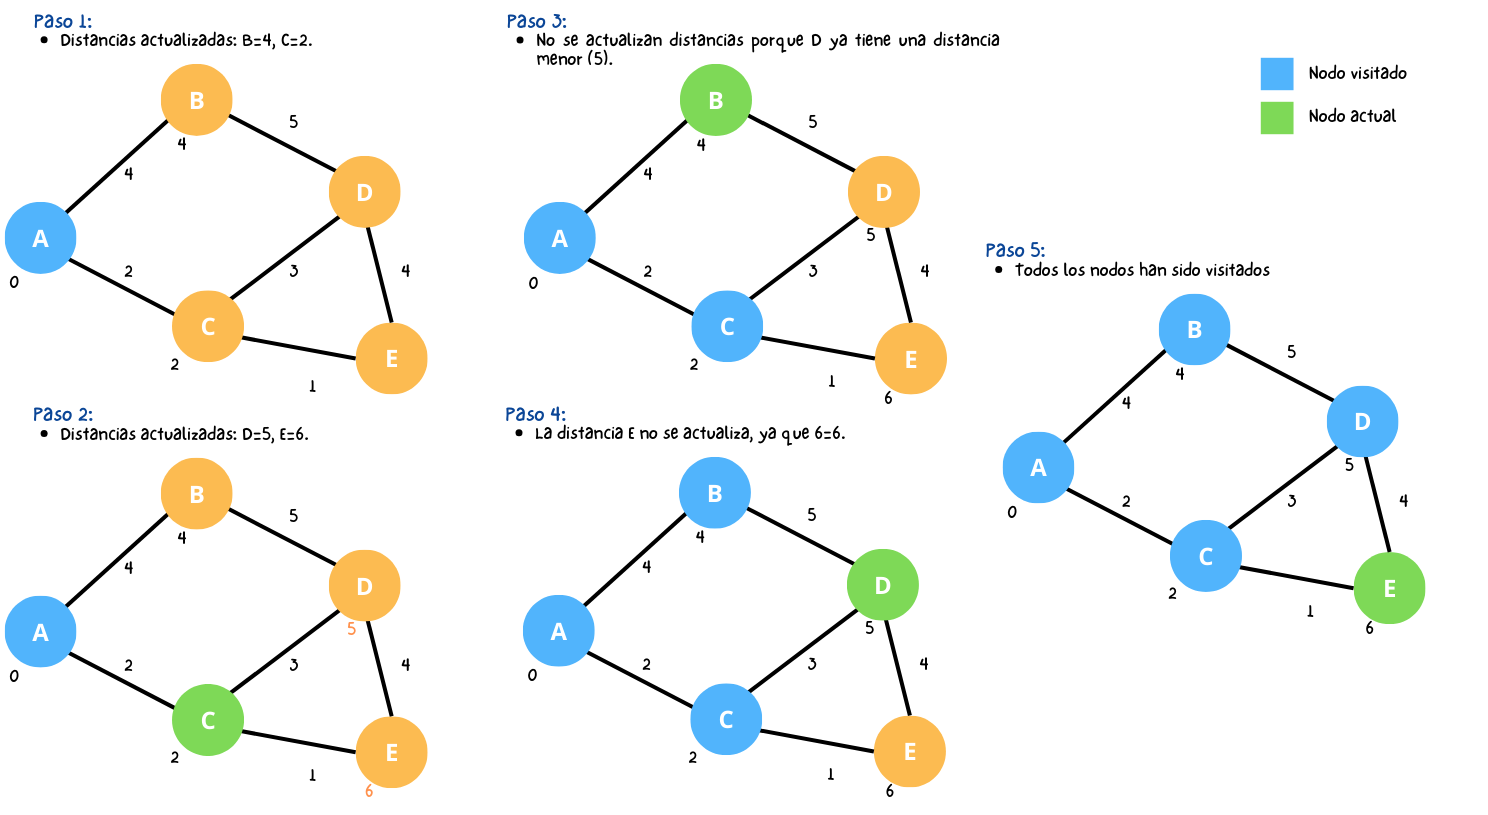 Paso 1:
• Distancias actualizadas: B=4, C=2.
B
5
4
4
D
A
2
3
4
0
C
E
2
1
Paso 2:
• Distancias actualizadas: D=5, E=6.
B
5
4
4
D
A
5
2
3
4
0
C
E
2
1
6
Paso 3:
• No se actualizan distancias porque D ya tiene una distancia
menor (5).
B
5
4
4
D
A
5
2
3
4
0
C
E
2
1
6
Paso 4:
• La distancia E no se actualiza, ya que 6=6.
B
5
4
4
D
A
5
2
3
4
0
C
E
2
1
6
Nodo visitado
Nodo actual
Paso 5:
• Todos los nodos han sido visitados
B
5
4
4
D
A
5
2
3
4
0
C
E
2
1
6